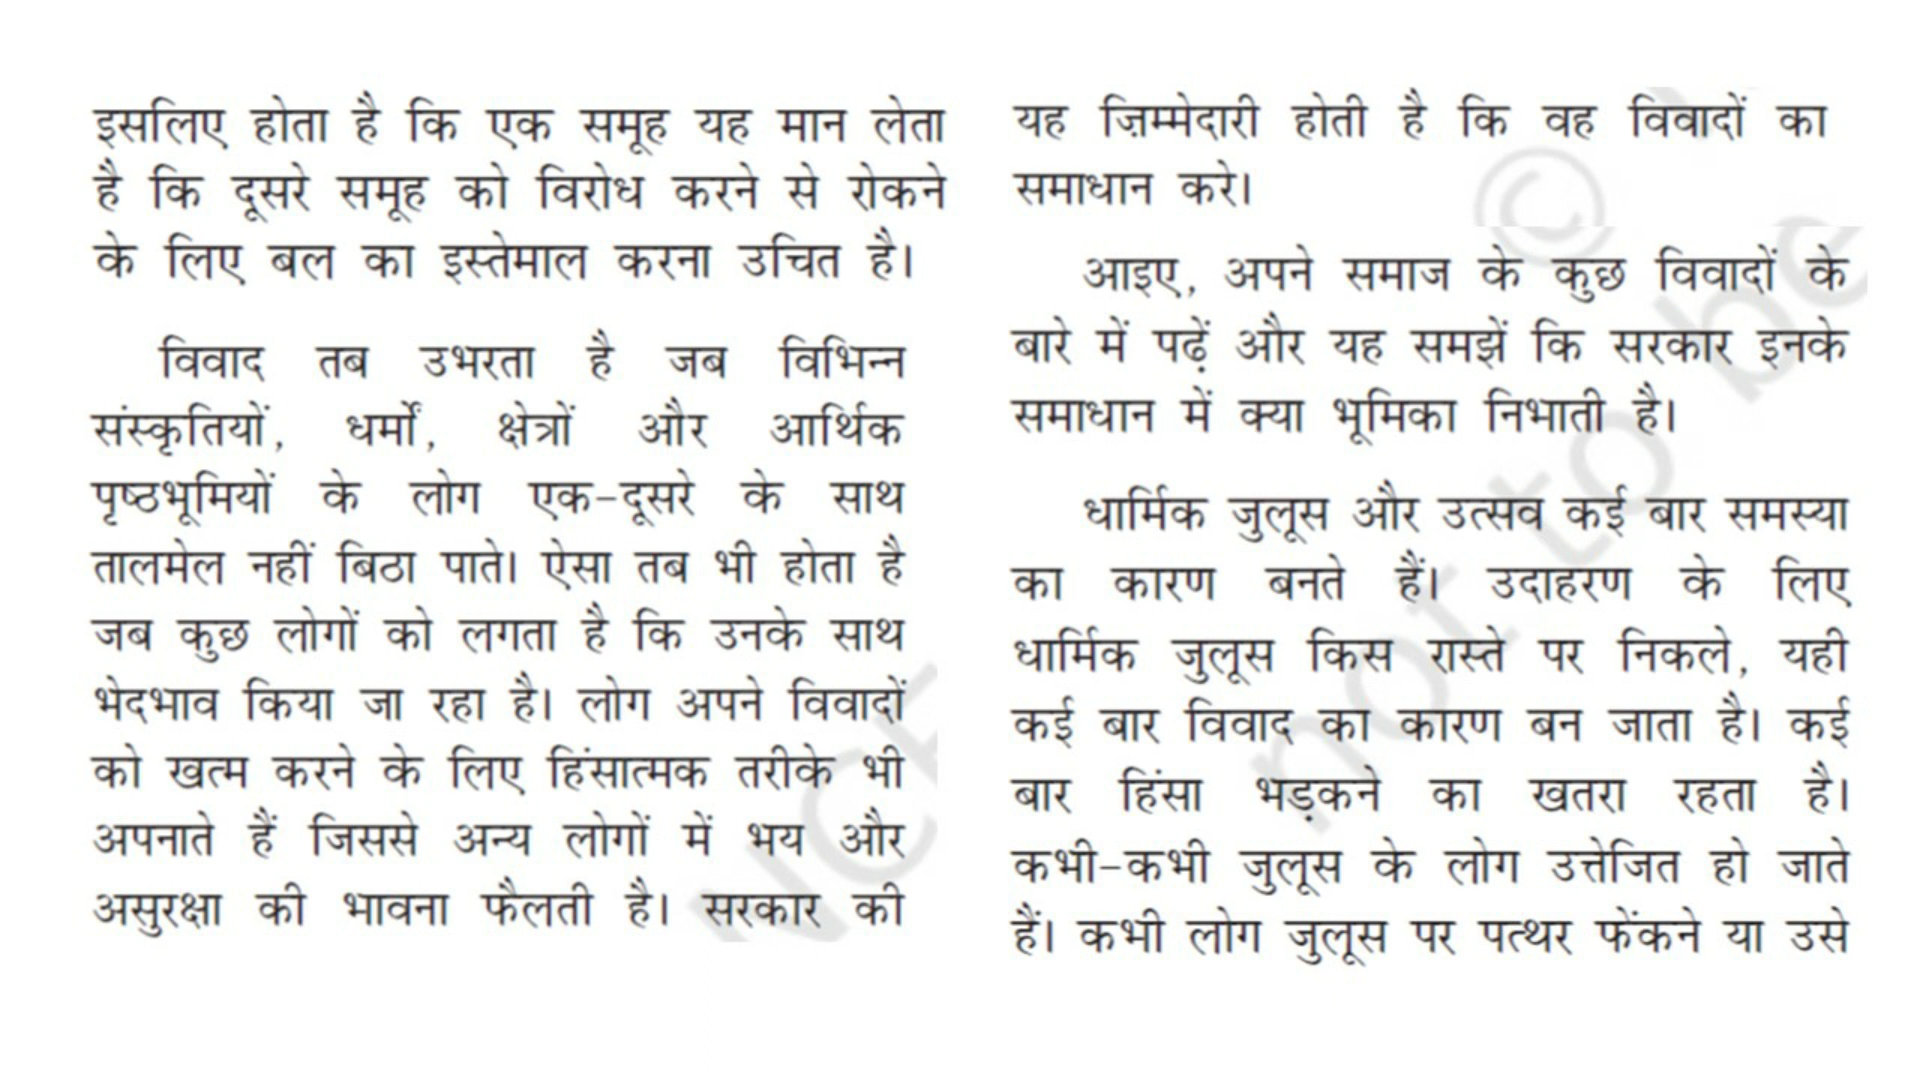 इसलिए होता है कि एक समूह यह मान लेता
है कि दूसरे समूह को विरोध करने से रोकने
के लिए बल का इस्तेमाल करना उचित है।
विवाद तब उभरता है जब विभिन्न
संस्कृतियों, धर्मों, क्षेत्रों और आर्थिक
पृष्ठभूमियों के लोग एक-दूसरे के साथ
तालमेल नहीं बिठा पाते। ऐसा तब भी होता है
जब कुछ लोगों को लगता है कि उनके साथ
भेदभाव किया जा रहा है। लोग अपने विवादों
को खत्म करने के लिए हिंसात्मक तरीके भी
अपनाते हैं जिससे अन्य लोगों में भय और
असुरक्षा की भावना फैलती है। सरकार की
यह ज़िम्मेदारी होती है कि वह विवादों का
समाधान करे।
आइए, अपने समाज के कुछ विवादों के
बारे में पढ़ें और यह समझें कि सरकार इनके
समाधान में क्या भूमिका निभाती है।
धार्मिक जुलूस और उत्सव कई बार समस्या
का कारण बनते हैं। उदाहरण के लिए
धार्मिक जुलूस किस रास्ते पर निकले, यही
कई बार विवाद का कारण बन जाता है। कई
बार हिंसा भड़कने का खतरा रहता है।
कभी-कभी जुलूस के लोग उत्तेजित हो जाते
हैं। कभी लोग जुलूस पर पत्थर फेंकने या उसे
©
not to be